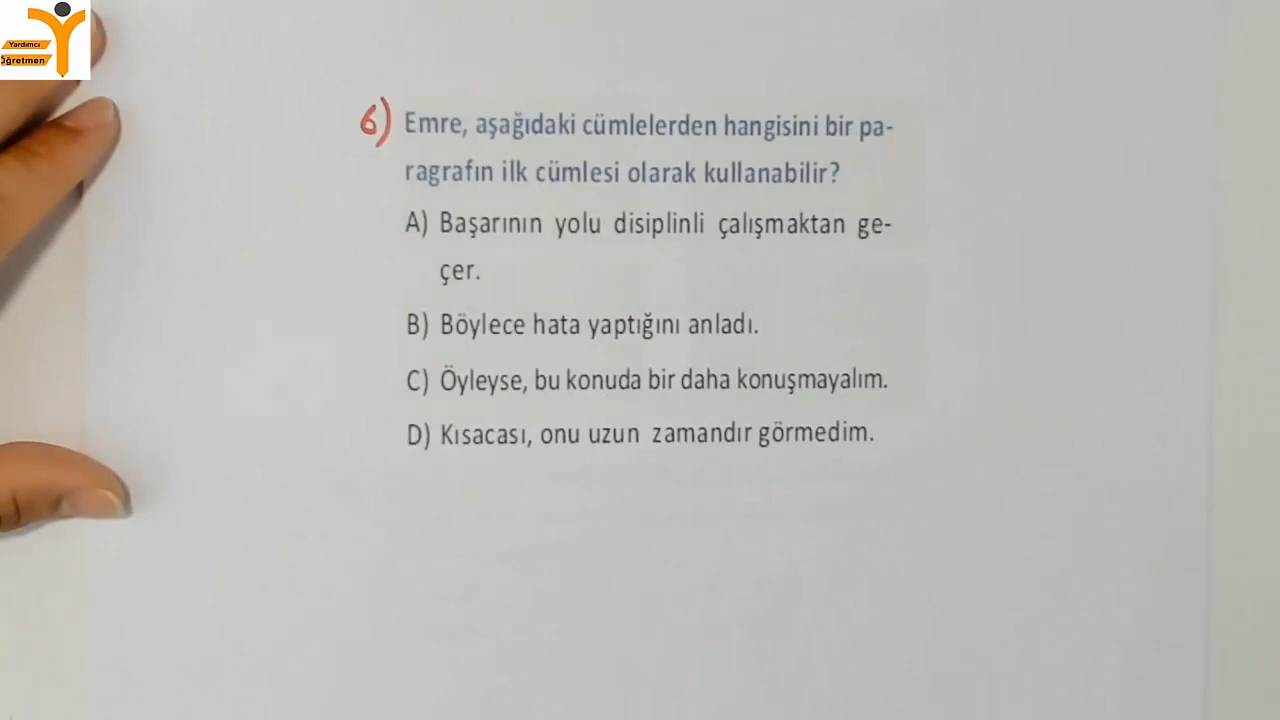 Yardımcı
Öğretmen
6) Emre, aşağıdaki cümlelerden hangisini bir pa-
ragrafın ilk cümlesi olarak kullanabilir?
A) Başarının yolu disiplinli çalışmaktan ge-
çer.
B) Böylece hata yaptığını anladı.
C) Öyleyse, bu konuda bir daha konuşmayalım.
D) Kısacası, onu uzun zamandır görmedim.